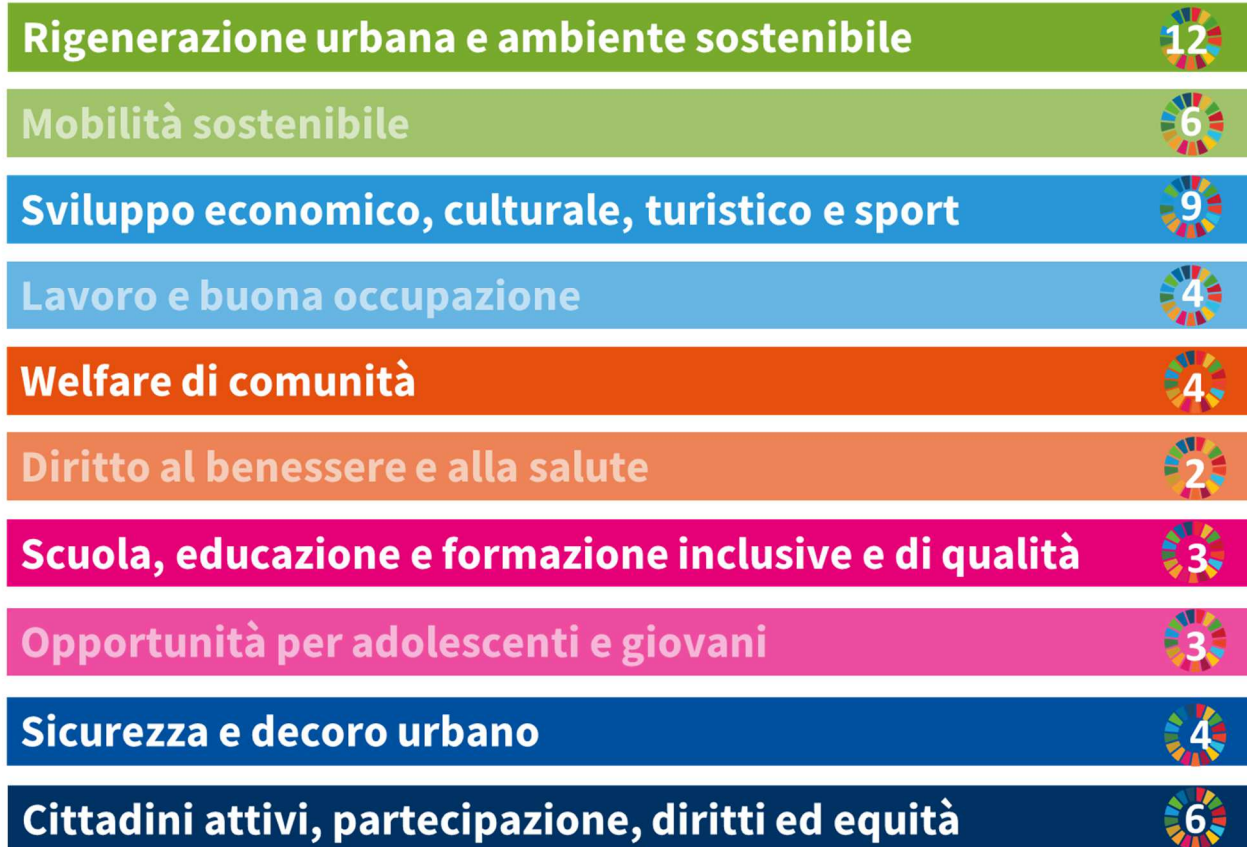 Rigenerazione urbana e ambiente sostenibile 12
Mobilità sostenibile 6
Sviluppo economico, culturale, turistico e sport 9
Lavoro e buona occupazione 4
Welfare di comunità 4
Diritto al benessere e alla salute 2
Scuola, educazione e formazione inclusive e di qualità 3
Opportunità per adolescenti e giovani 3
Sicurezza e decoro urbano 4
Cittadini attivi, partecipazione, diritti ed equità 6